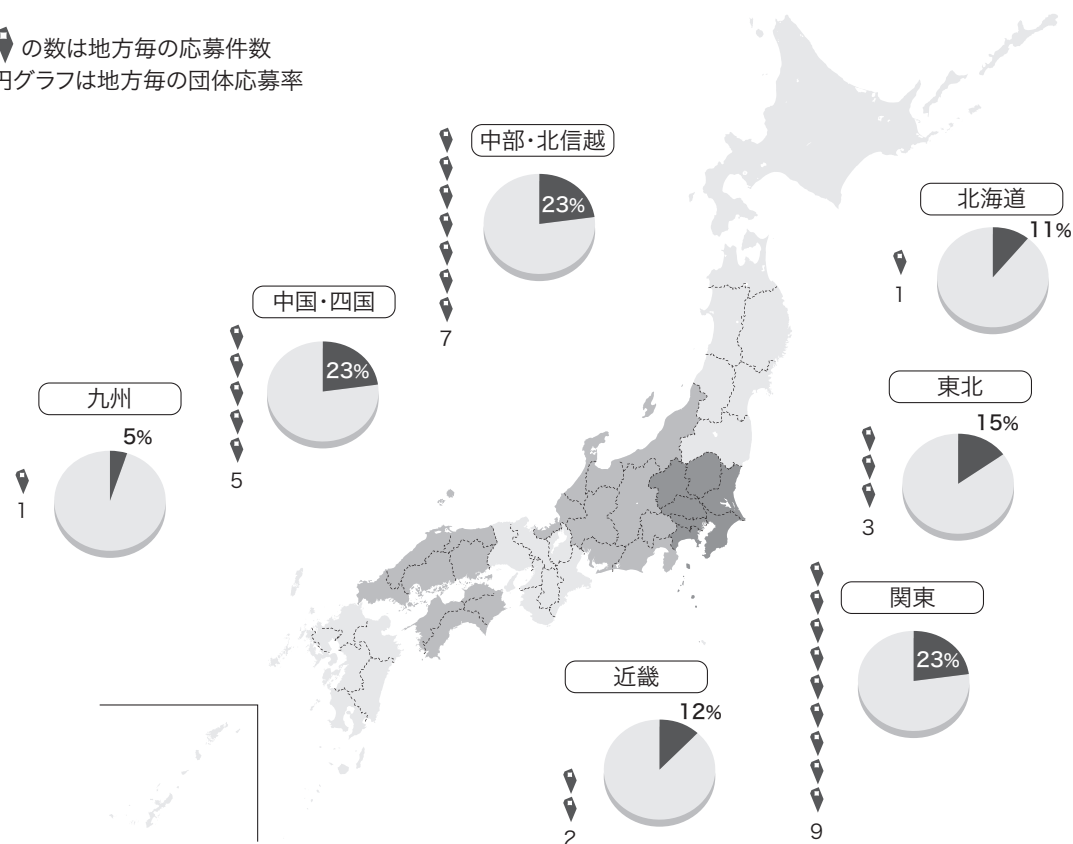 の数は地方毎の応募件数
円グラフは地方毎の団体応募率
中部･北信越
23%
7
北海道
11%
1
中国･四国
23%
5
九州
5%
1
東北
15%
3
関東
23%
9
近畿
12%
2